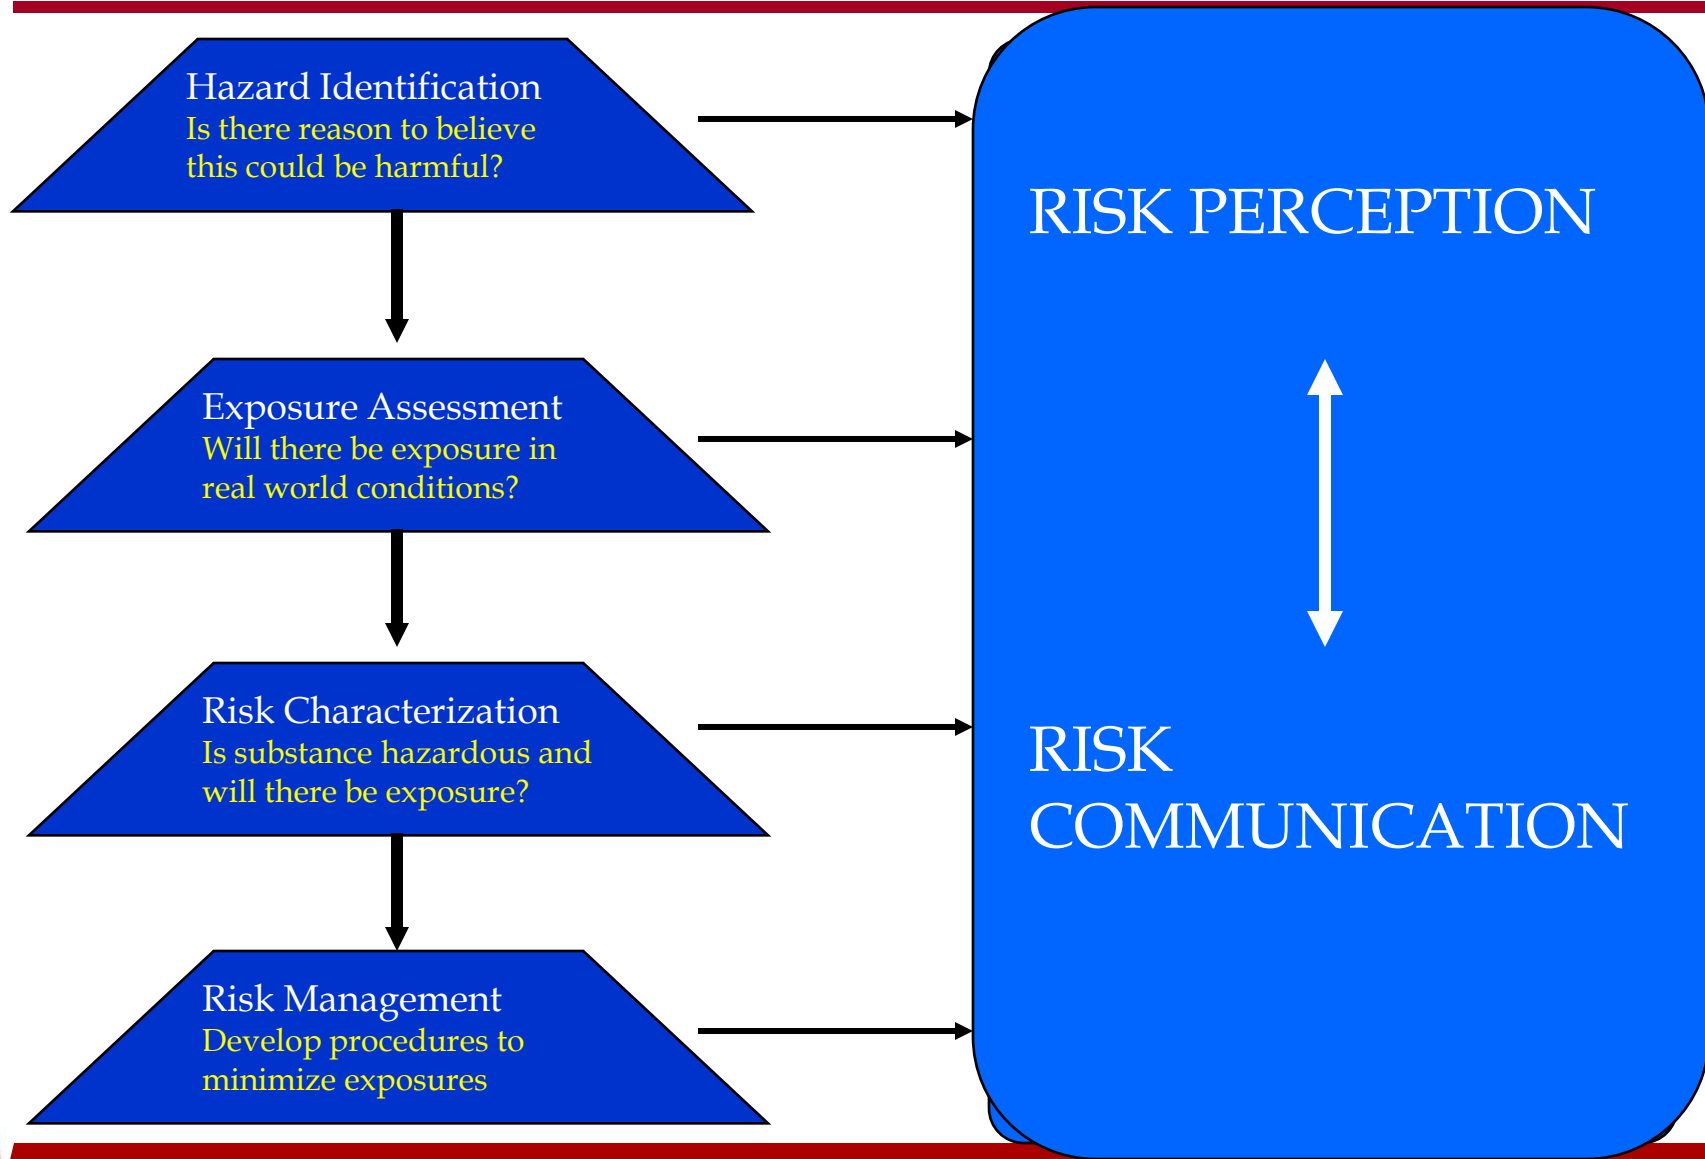 Hazard Identification
Is there reason to believe
this could be harmful?
Exposure Assessment
Will there be exposure in
real world conditions?
Risk Characterization
Is substance hazardous and
will there be exposure?
Risk Management
Develop procedures to
minimize exposures
RISK PERCEPTION
RISK
COMMUNICATION